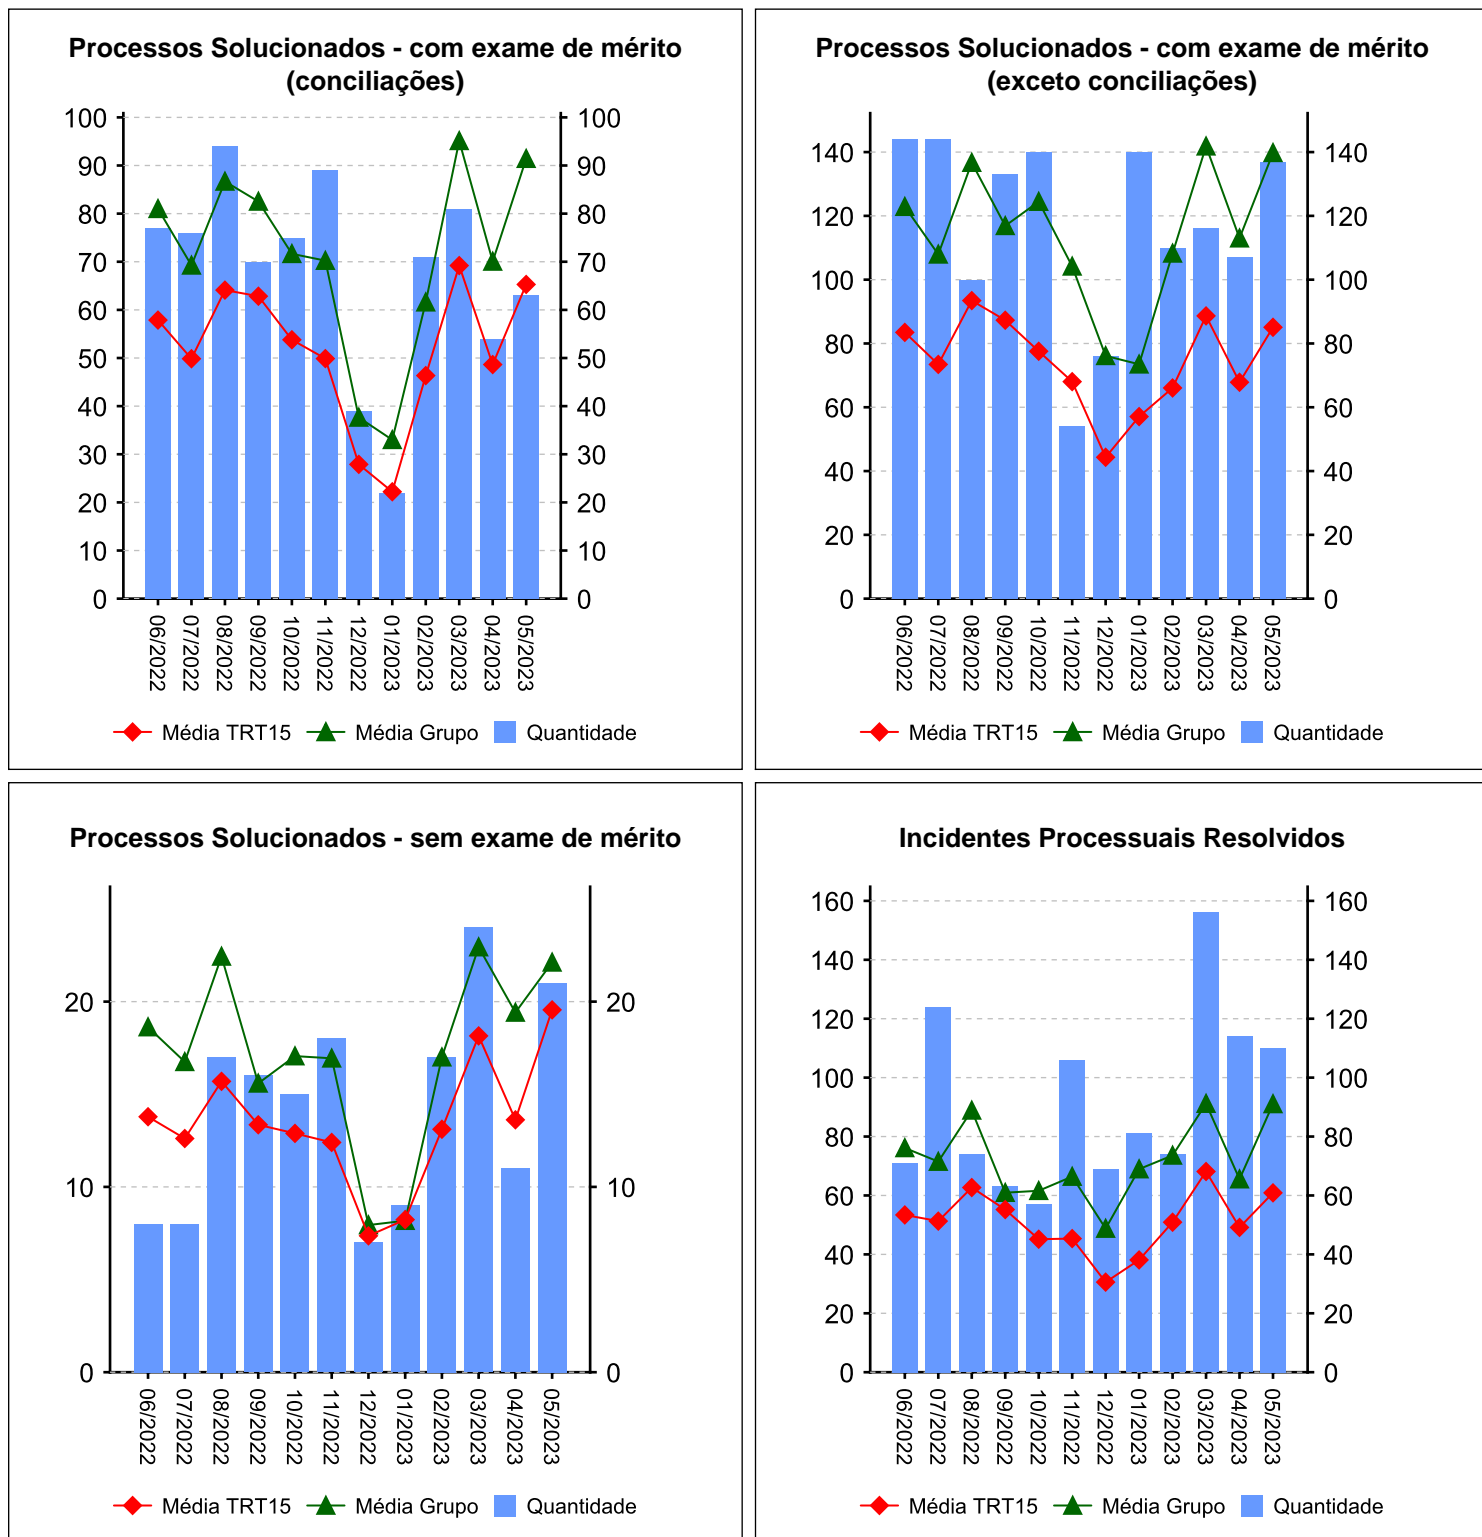 Processos Solucionados - com exame de mérito
(conciliações)
100 100
90 90
80 80
70 70
60 60
50 50
40 40
30 30
20 20
10 10
0 0
06/2022 07/2022 08/2022 09/2022 10/2022 11/2022 12/2022 01/2023 02/2023 03/2023 04/2023 05/2023
Média TRT15 Média Grupo Quantidade
Processos Solucionados - com exame de mérito
(exceto conciliações)
140 140
120 120
100 100
80 80
60 60
40 40
20 20
0 0
06/2022 07/2022 08/2022 09/2022 10/2022 11/2022 12/2022 01/2023 02/2023 03/2023 04/2023 05/2023
Média TRT15 Média Grupo Quantidade
Processos Solucionados - sem exame de mérito
20 20
10 10
0 0
06/2022 07/2022 08/2022 09/2022 10/2022 11/2022 12/2022 01/2023 02/2023 03/2023 04/2023 05/2023
Média TRT15 Média Grupo Quantidade
Incidentes Processuais Resolvidos
160 160
140 140
120 120
100 100
80 80
60 60
40 40
20 20
0 0
06/2022 07/2022 08/2022 09/2022 10/2022 11/2022 12/2022 01/2023 02/2023 03/2023 04/2023 05/2023
Média TRT15 Média Grupo Quantidade